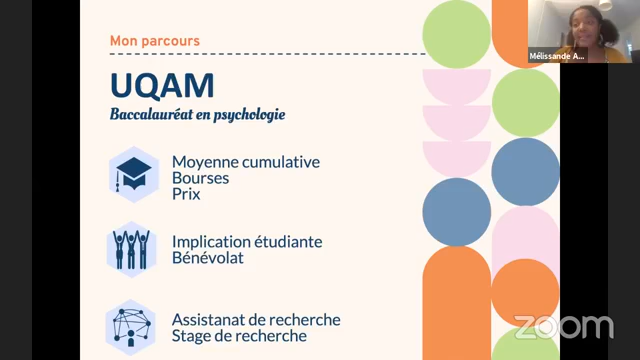 Mon parcours
UQAM
Baccalauréat en psychologie
Moyenne cumulative
Bourses
Prix
Implication étudiante
Bénévolat
Assistanat de recherche
Stage de recherche
Mélissande A...
zoom